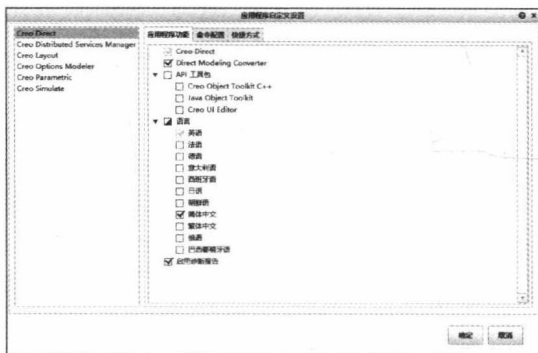 应用程序自定义设置
Creo Direct
Creo Distributed Services Manager
Creo Layout
Creo Options Modeler
Creo Parametric
Creo Simulate
应用程序功能 命令配置 快捷方式
Creo Direct
Direct Modeling Converter
API 工具包
Creo Object Toolkit C++
Java Object Toolkit
Creo UI Editor
语言
英语
法语
德语
意大利语
西班牙语
日语
朝鲜语
简体中文
繁体中文
俄语
巴西葡萄牙语
启用诊断报告
确定 取消